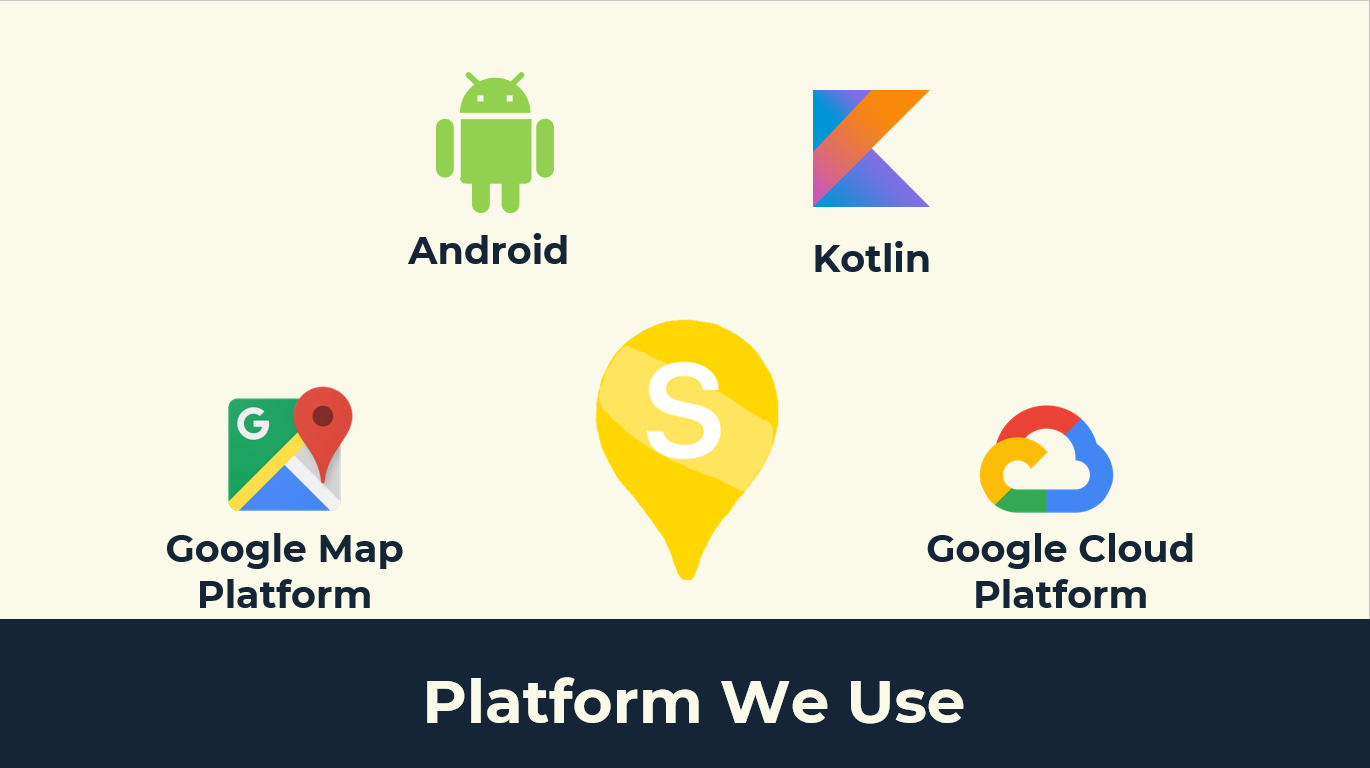 Android
Kotlin
G
S
Google Map
Platform
Google Cloud
Platform
Platform We Use